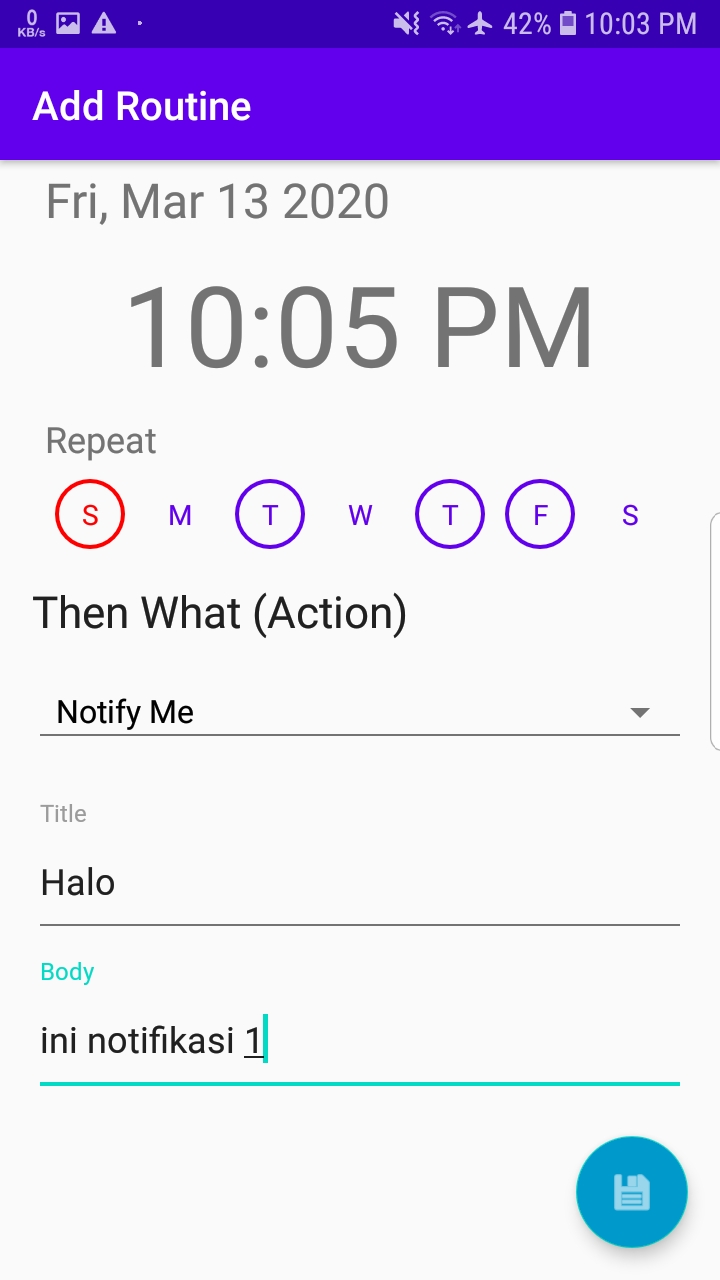 0 KB/s 42% 10:03 PM
Add Routine
Fri, Mar 13 2020
10:05 PM
Repeat
S M T W T F S
Then What (Action)
Notify Me
Title
Halo
Body
ini notifikasi 1